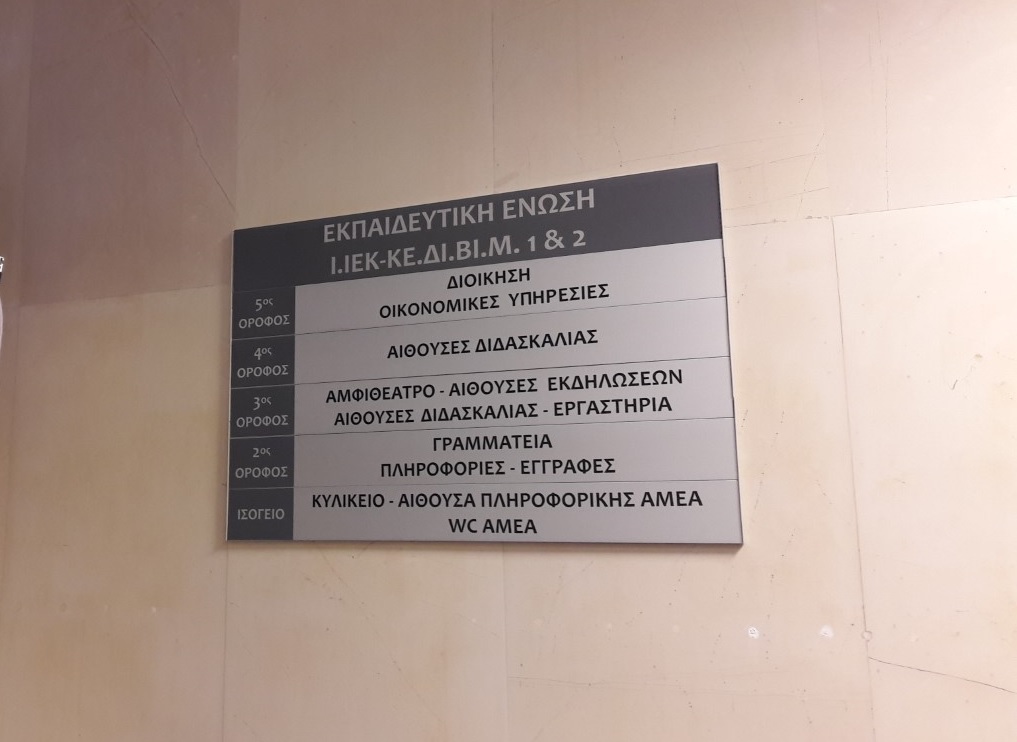 ΕΚΠΑΙΔΕΥΤΙΚΗ ΕΝΩΣΗ
Ι.ΙΕΚ-ΚΕ.ΔΙ.ΒΙ.Μ. 1 & 2
5ος ΟΡΟΦΟΣ
ΔΙΟΙΚΗΣΗ
ΟΙΚΟΝΟΜΙΚΕΣ ΥΠΗΡΕΣΙΕΣ
4ος ΟΡΟΦΟΣ
ΑΙΘΟΥΣΕΣ ΔΙΔΑΣΚΑΛΙΑΣ
3ος ΟΡΟΦΟΣ
ΑΜΦΙΘΕΑΤΡΟ - ΑΙΘΟΥΣΕΣ ΕΚΔΗΛΩΣΕΩΝ
ΑΙΘΟΥΣΕΣ ΔΙΔΑΣΚΑΛΙΑΣ - ΕΡΓΑΣΤΗΡΙΑ
2ος ΟΡΟΦΟΣ
ΓΡΑΜΜΑΤΕΙΑ
ΠΛΗΡΟΦΟΡΙΕΣ - ΕΓΓΡΑΦΕΣ
ΙΣΟΓΕΙΟ
ΚΥΛΙΚΕΙΟ - ΑΙΘΟΥΣΑ ΠΛΗΡΟΦΟΡΙΚΗΣ ΑΜΕΑ
WC ΑΜΕΑ